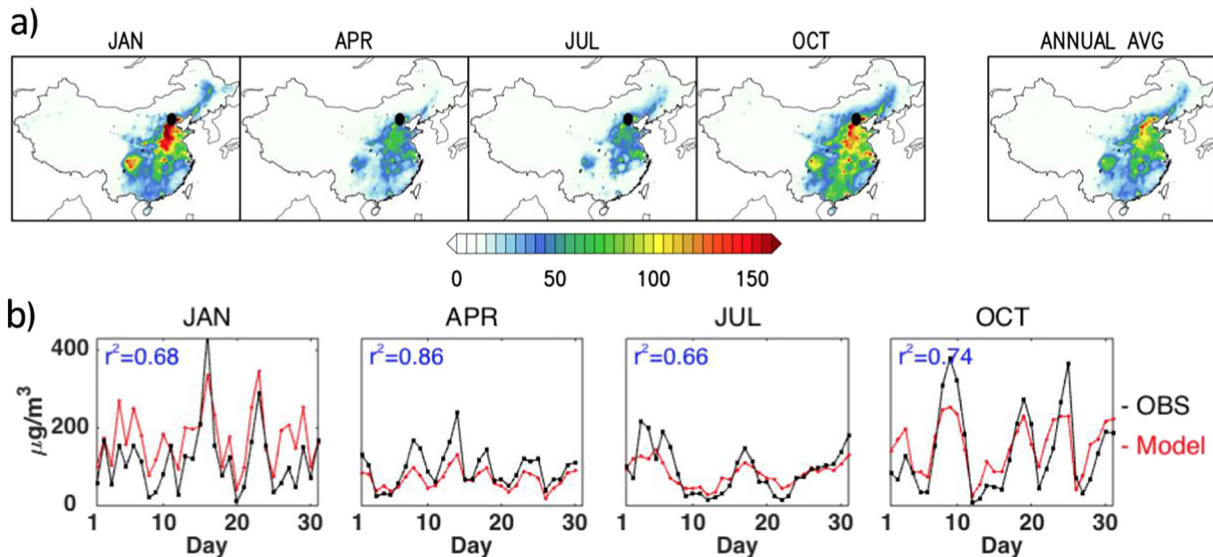 a)
JAN APR JUL OCT ANNUAL AVG
0 50 100 150
b)
JAN APR JUL OCT
400
200
0
μg/m³
r²=0.68
r²=0.86
r²=0.66
r²=0.74
- OBS
- Model
1 10 20 30 1 10 20 30 1 10 20 30 1 10 20 30
Day Day Day Day